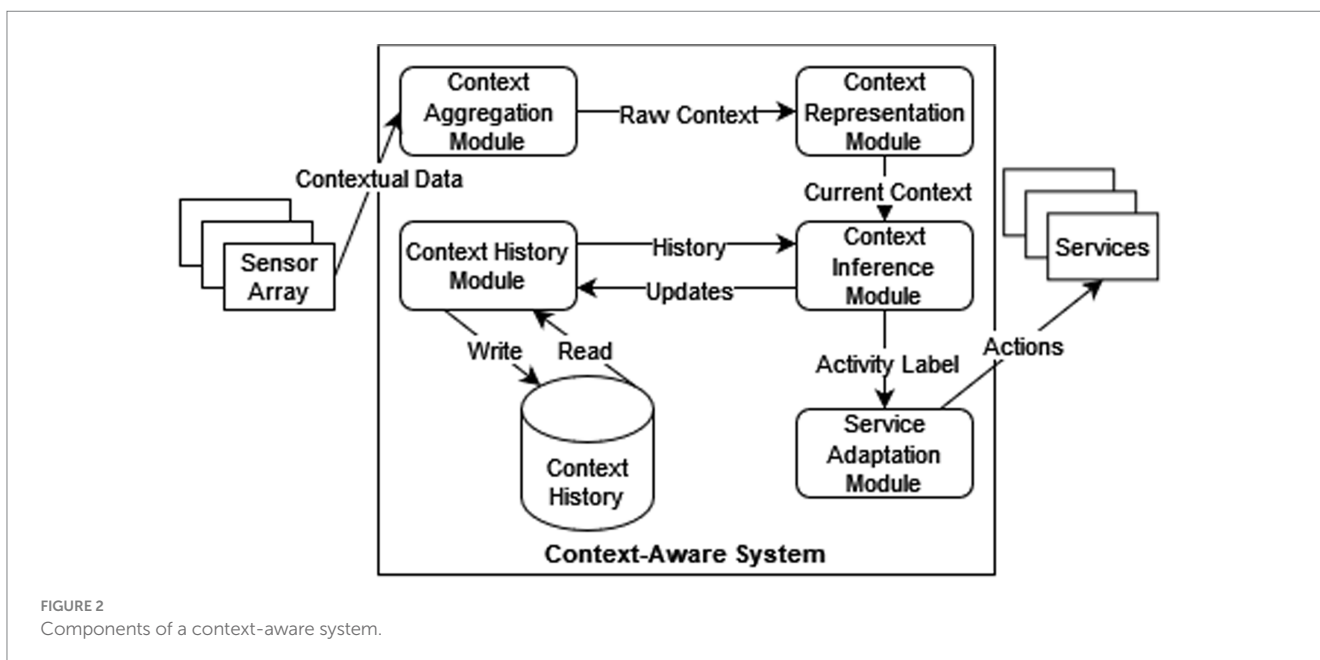 Context
Aggregation
Module
Raw Context
Context
Representation
Module
Contextual Data
Current Context
Sensor
Array
Context History
Module
History
Updates
Context
Inference
Module
Services
Write
Read
Activity Label
Actions
Context
History
Service
Adaptation
Module
Context-Aware System
FIGURE 2
Components of a context-aware system.